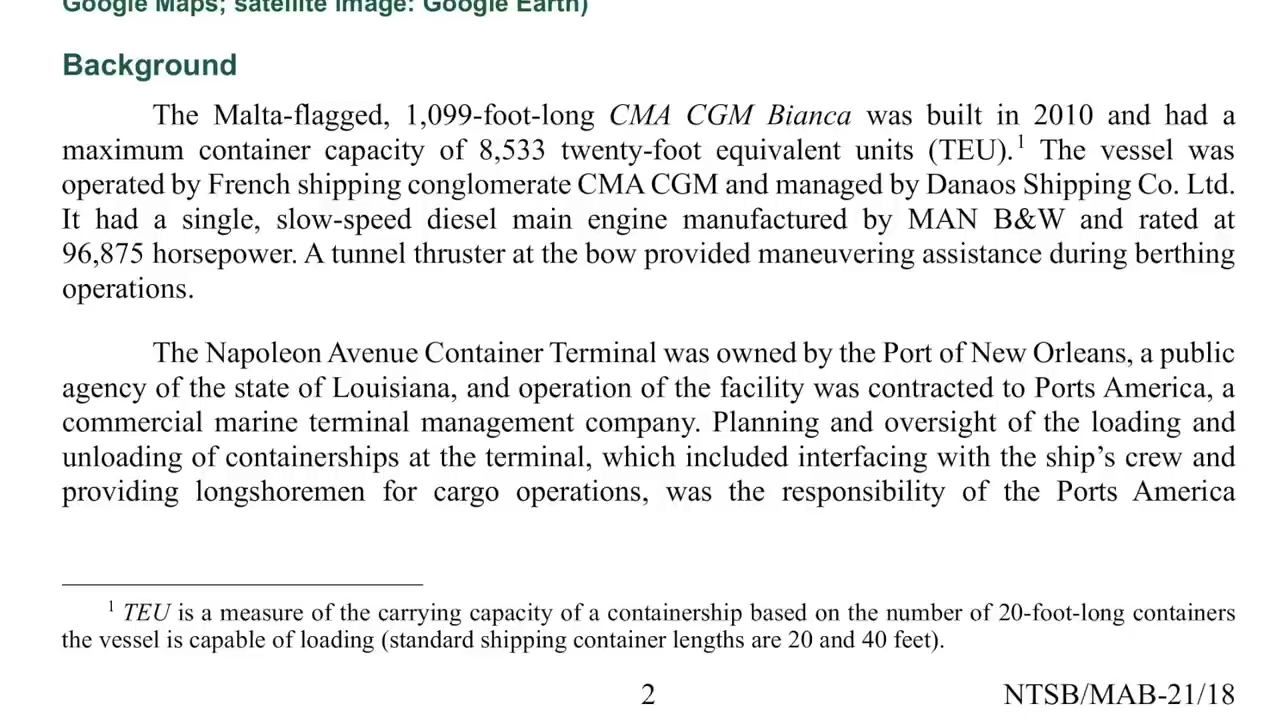 Google Maps; satellite image: Google Earth)
Background
The Malta-flagged, 1,099-foot-long CMA CGM Bianca was built in 2010 and had a
maximum container capacity of 8,533 twenty-foot equivalent units (TEU).1 The vessel was
operated by French shipping conglomerate CMA CGM and managed by Danaos Shipping Co. Ltd.
It had a single, slow-speed diesel main engine manufactured by MAN B&W and rated at
96,875 horsepower. A tunnel thruster at the bow provided maneuvering assistance during berthing
operations.
The Napoleon Avenue Container Terminal was owned by the Port of New Orleans, a public
agency of the state of Louisiana, and operation of the facility was contracted to Ports America, a
commercial marine terminal management company. Planning and oversight of the loading and
unloading of containerships at the terminal, which included interfacing with the ship’s crew and
providing longshoremen for cargo operations, was the responsibility of the Ports America
1 TEU is a measure of the carrying capacity of a containership based on the number of 20-foot-long containers
the vessel is capable of loading (standard shipping container lengths are 20 and 40 feet).
2 NTSB/MAB-21/18